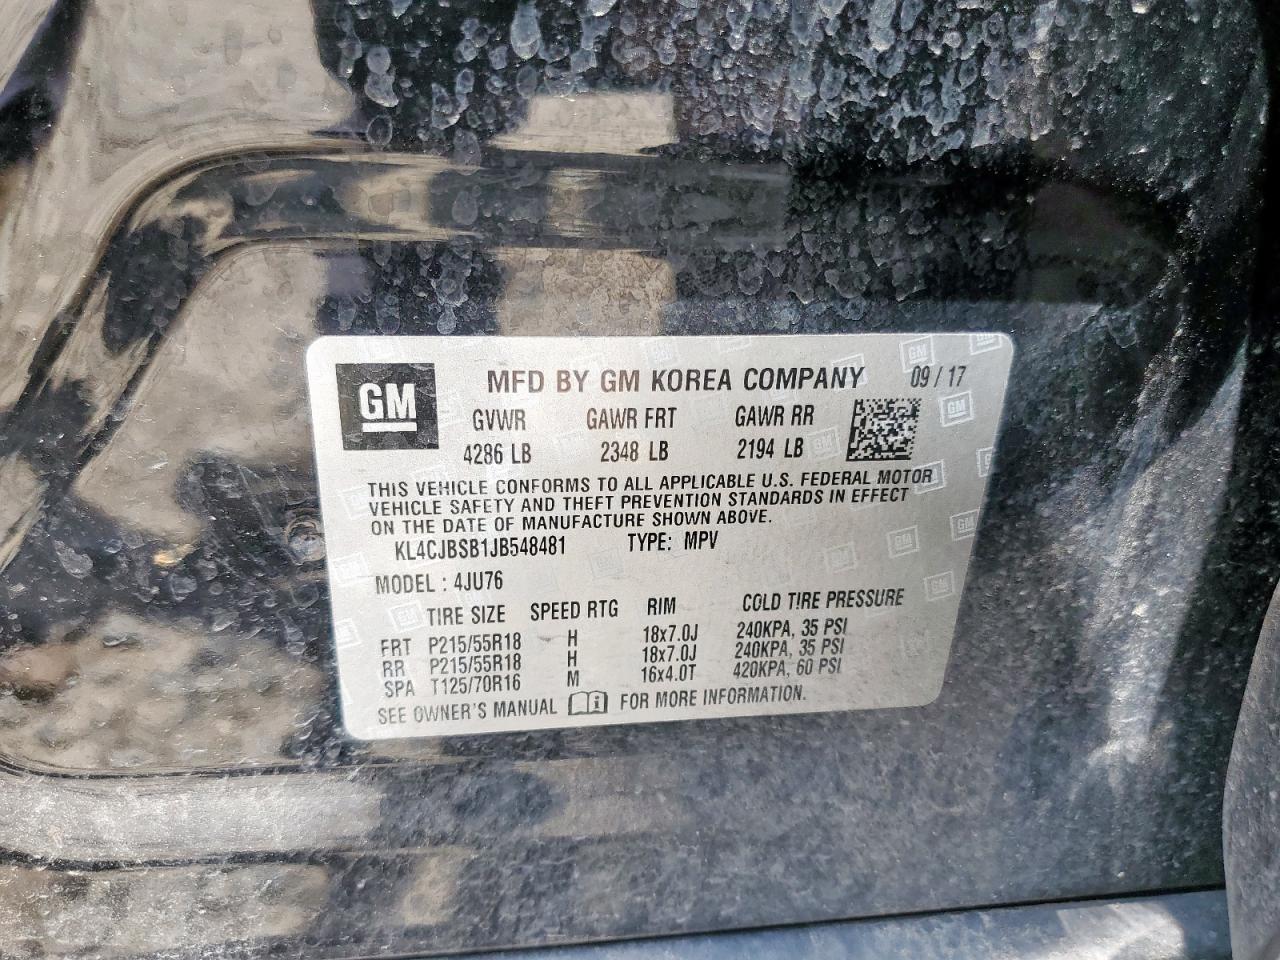 GM MFD BY GM KOREA COMPANY 09 / 17
GVWR GAWR FRT GAWR RR
4286 LB 2348 LB 2194 LB
THIS VEHICLE CONFORMS TO ALL APPLICABLE U.S. FEDERAL MOTOR
VEHICLE SAFETY AND THEFT PREVENTION STANDARDS IN EFFECT
ON THE DATE OF MANUFACTURE SHOWN ABOVE.
KL4CJBSB1JB548481 TYPE: MPV
MODEL : 4JU76
TIRE SIZE SPEED RTG RIM COLD TIRE PRESSURE
FRT P215/55R18 H 18x7.0J 240KPA, 35 PSI
RR P215/55R18 H 18x7.0J 240KPA, 35 PSI
SPA T125/70R16 M 16x4.0T 420KPA, 60 PSI
SEE OWNER'S MANUAL FOR MORE INFORMATION.